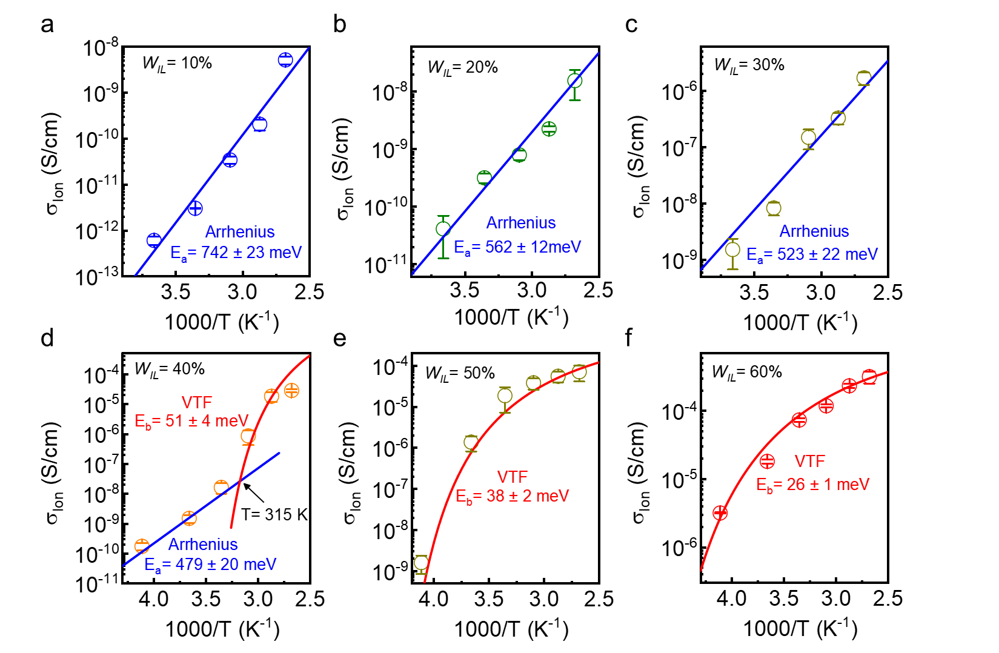 a
10⁻⁸
10⁻⁹
10⁻¹⁰
10⁻¹¹
10⁻¹²
10⁻¹³
σIon (S/cm)
WIL= 10%
Arrhenius
Ea= 742 ± 23 meV
3.5 3.0 2.5
1000/T (K⁻¹)
b
10⁻⁸
10⁻⁹
10⁻¹⁰
10⁻¹¹
σIon (S/cm)
WIL= 20%
Arrhenius
Ea= 562 ± 12meV
3.5 3.0 2.5
1000/T (K⁻¹)
c
10⁻⁶
10⁻⁷
10⁻⁸
10⁻⁹
σIon (S/cm)
WIL= 30%
Arrhenius
Ea= 523 ± 22 meV
3.5 3.0 2.5
1000/T (K⁻¹)
d
10⁻⁴
10⁻⁵
10⁻⁶
10⁻⁷
10⁻⁸
10⁻⁹
10⁻¹⁰
10⁻¹¹
σIon (S/cm)
WIL= 40%
VTF
Eb= 51 ± 4 meV
T= 315 K
Arrhenius
Ea= 479 ± 20 meV
4.0 3.5 3.0 2.5
1000/T (K⁻¹)
e
10⁻⁴
10⁻⁵
10⁻⁶
10⁻⁷
10⁻⁸
10⁻⁹
σIon (S/cm)
WIL= 50%
VTF
Eb= 38 ± 2 meV
4.0 3.5 3.0 2.5
1000/T (K⁻¹)
f
10⁻⁴
10⁻⁵
10⁻⁶
σIon (S/cm)
WIL= 60%
VTF
Eb= 26 ± 1 meV
4.0 3.5 3.0 2.5
1000/T (K⁻¹)